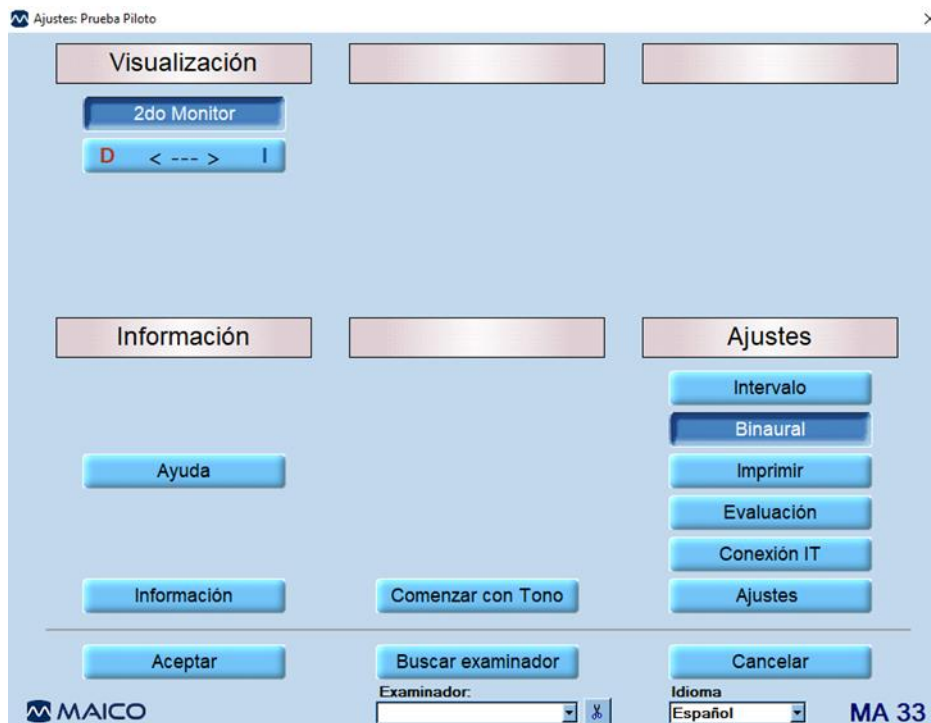 Ajustes: Prueba Piloto
Visualización
2do Monitor
D < --- > I
Información
Ajustes
Intervalo
Binaural
Ayuda
Imprimir
Evaluación
Conexión IT
Información
Comenzar con Tono
Ajustes
Aceptar
Buscar examinador
Cancelar
Examinador:
Idioma
Español
MAICO
MA 33